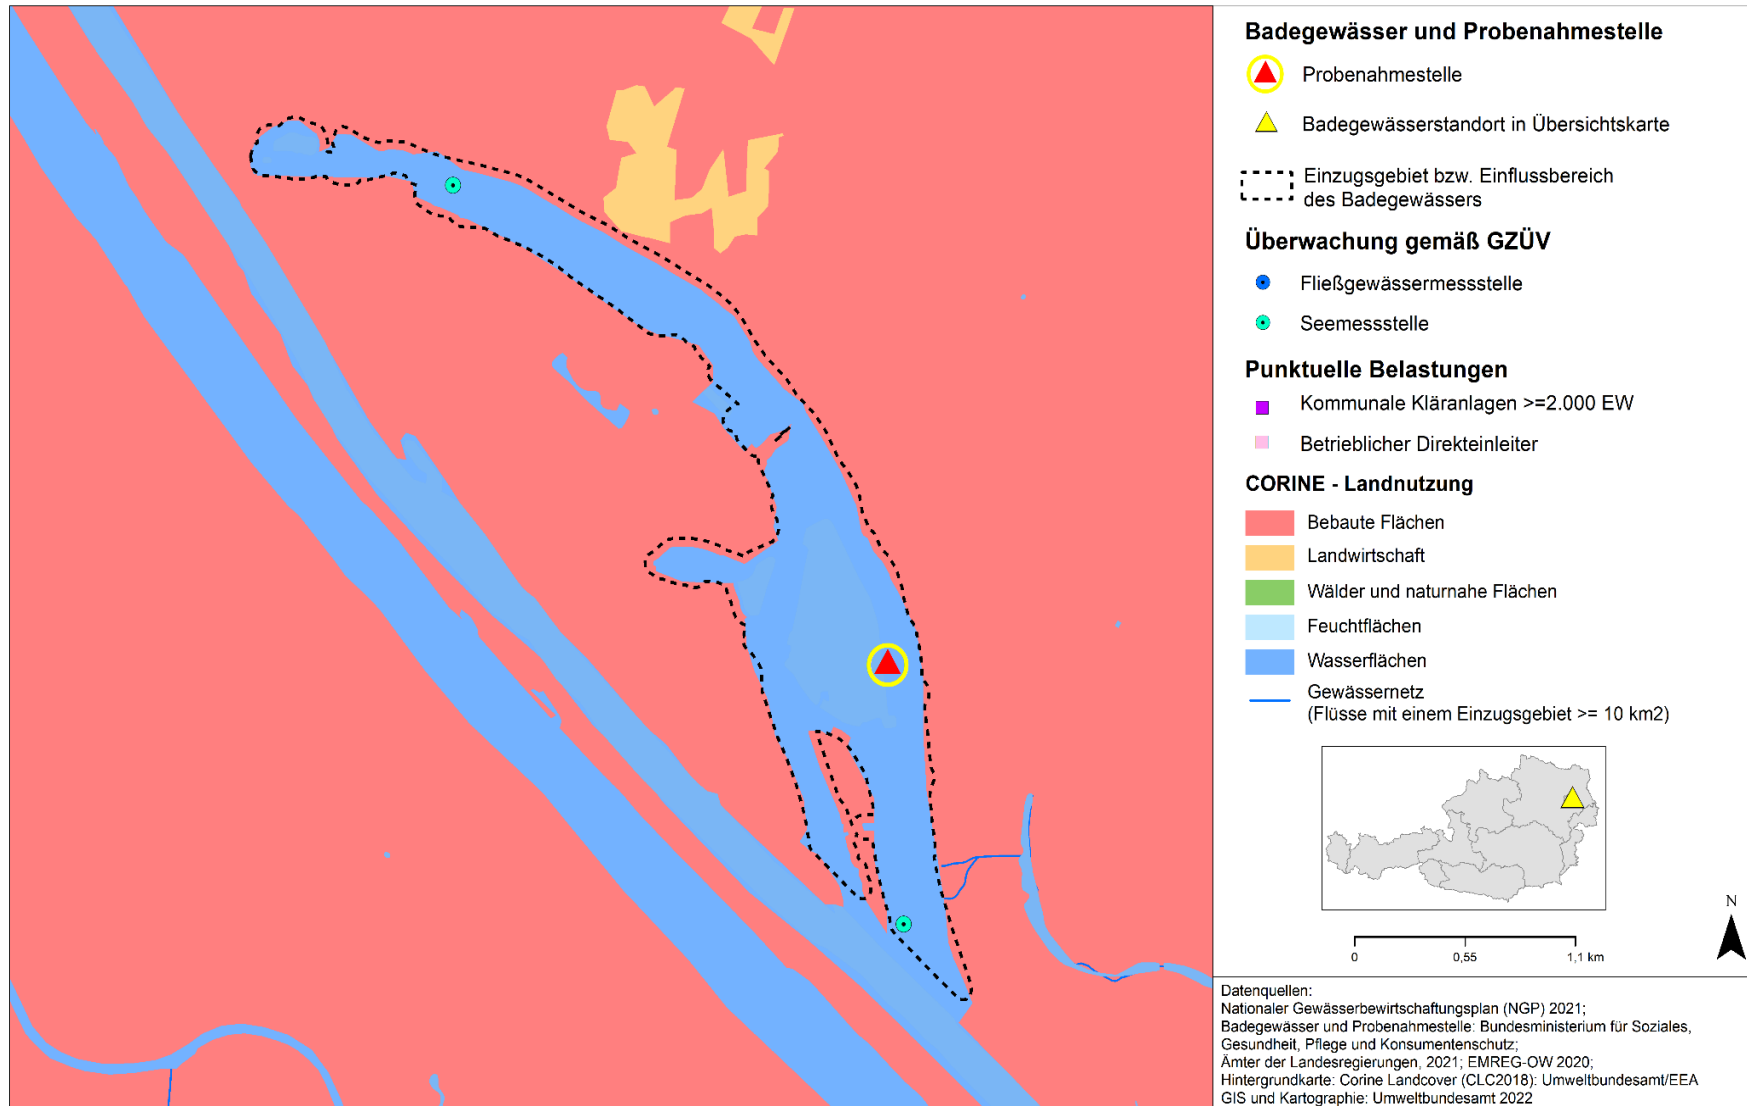 Badegewässer und Probenahmestelle
Probenahmestelle
Badegewässerstandort in Übersichtskarte
Einzugsgebiet bzw. Einflussbereich
des Badegewässers
Überwachung gemäß GZÜV
Fließgewässermessstelle
Seemessstelle
Punktuelle Belastungen
Kommunale Kläranlagen >=2.000 EW
Betrieblicher Direkteinleiter
CORINE - Landnutzung
Bebaute Flächen
Landwirtschaft
Wälder und naturnahe Flächen
Feuchtflächen
Wasserflächen
Gewässernetz
(Flüsse mit einem Einzugsgebiet >= 10 km2)
N
0 0,55 1,1 km
Datenquellen:
Nationaler Gewässerbewirtschaftungsplan (NGP) 2021;
Badegewässer und Probenahmestelle: Bundesministerium für Soziales,
Gesundheit, Pflege und Konsumentenschutz;
Ämter der Landesregierungen, 2021; EMREG-OW 2020;
Hintergrundkarte: Corine Landcover (CLC2018): Umweltbundesamt/EEA
GIS und Kartographie: Umweltbundesamt 2022